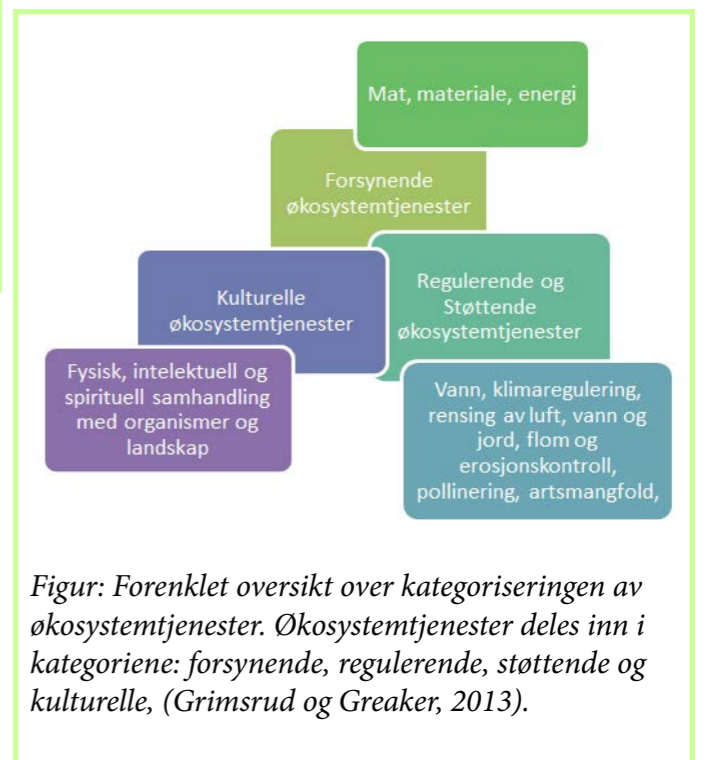 Mat, materiale, energi
Forsynende
økosystemtjenester
Kulturelle
økosystemtjenester
Regulerende og
Støttende
økosystemtjenester
Fysisk, intelektuell og
spirituell samhandling
med organismer og
landskap
Vann, klimaregulering,
rensing av luft, vann og
jord, flom og
erosjonskontroll,
pollinering, artsmangfold,
Figur: Forenklet oversikt over kategoriseringen av
økosystemtjenester. Økosystemtjenester deles inn i
kategoriene: forsynende, regulerende, støttende og
kulturelle, (Grimsrud og Greaker, 2013).